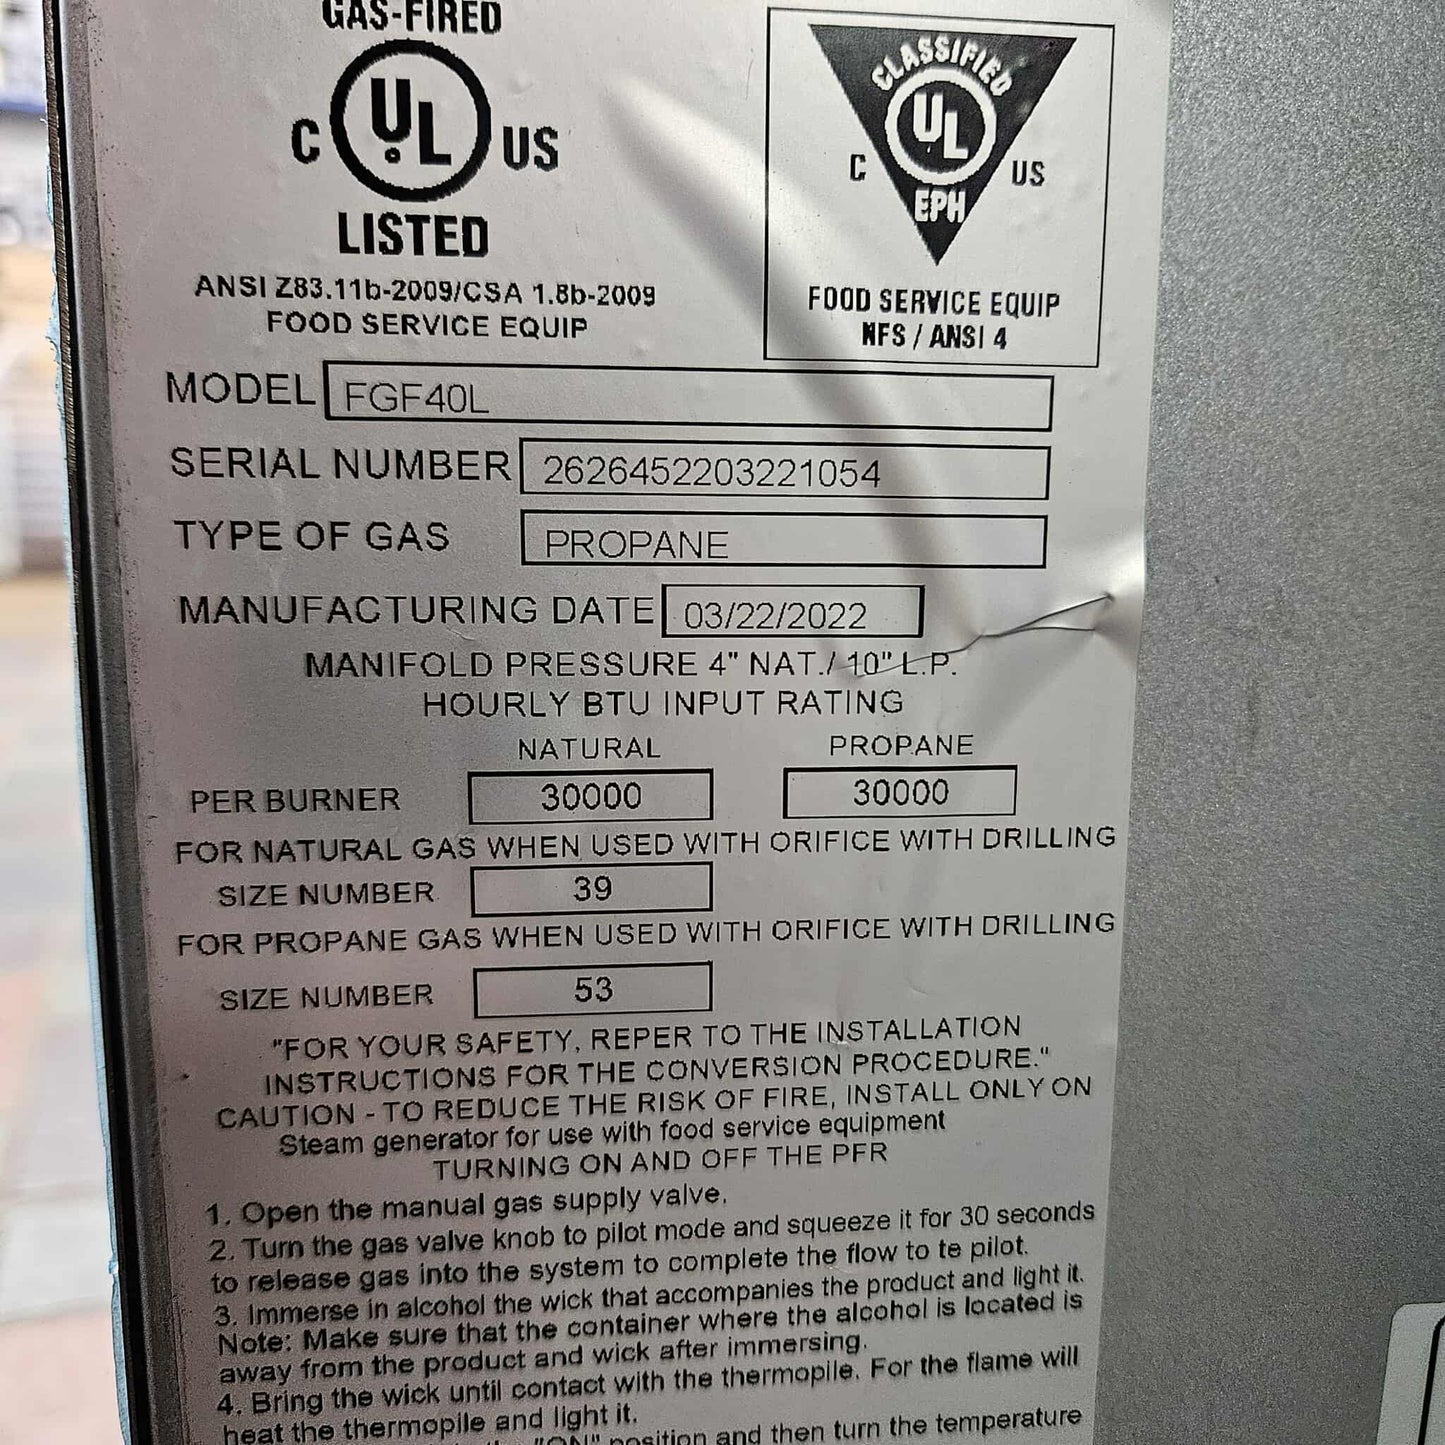 GAS-FIRED
C UL US
LISTED
ANSI Z83.11b-2009/CSA 1.8b-2009
FOOD SERVICE EQUIP
CLASSIFIED
C UL US
EPH
FOOD SERVICE EQUIP
NFS / ANSI 4
MODEL FGF40L
SERIAL NUMBER 2626452203221054
TYPE OF GAS PROPANE
MANUFACTURING DATE 03/22/2022
MANIFOLD PRESSURE 4" NAT./ 10" L.P.
HOURLY BTU INPUT RATING
NATURAL PROPANE
PER BURNER 30000 30000
FOR NATURAL GAS WHEN USED WITH ORIFICE WITH DRILLING
SIZE NUMBER 39
FOR PROPANE GAS WHEN USED WITH ORIFICE WITH DRILLING
SIZE NUMBER 53
"FOR YOUR SAFETY, REPER TO THE INSTALLATION
INSTRUCTIONS FOR THE CONVERSION PROCEDURE."
CAUTION - TO REDUCE THE RISK OF FIRE, INSTALL ONLY ON
Steam generator for use with food service equipment
TURNING ON AND OFF THE PFR
1. Open the manual gas supply valve.
2. Turn the gas valve knob to pilot mode and squeeze it for 30 seconds
to release gas into the system to complete the flow to te pilot.
3. Immerse in alcohol the wick that accompanies the product and light it.
Note: Make sure that the container where the alcohol is located is
away from the product and wick after immersing.
4. Bring the wick until contact with the thermopile. For the flame will
heat the thermopile and light it.
"ON" position and then turn the temperature